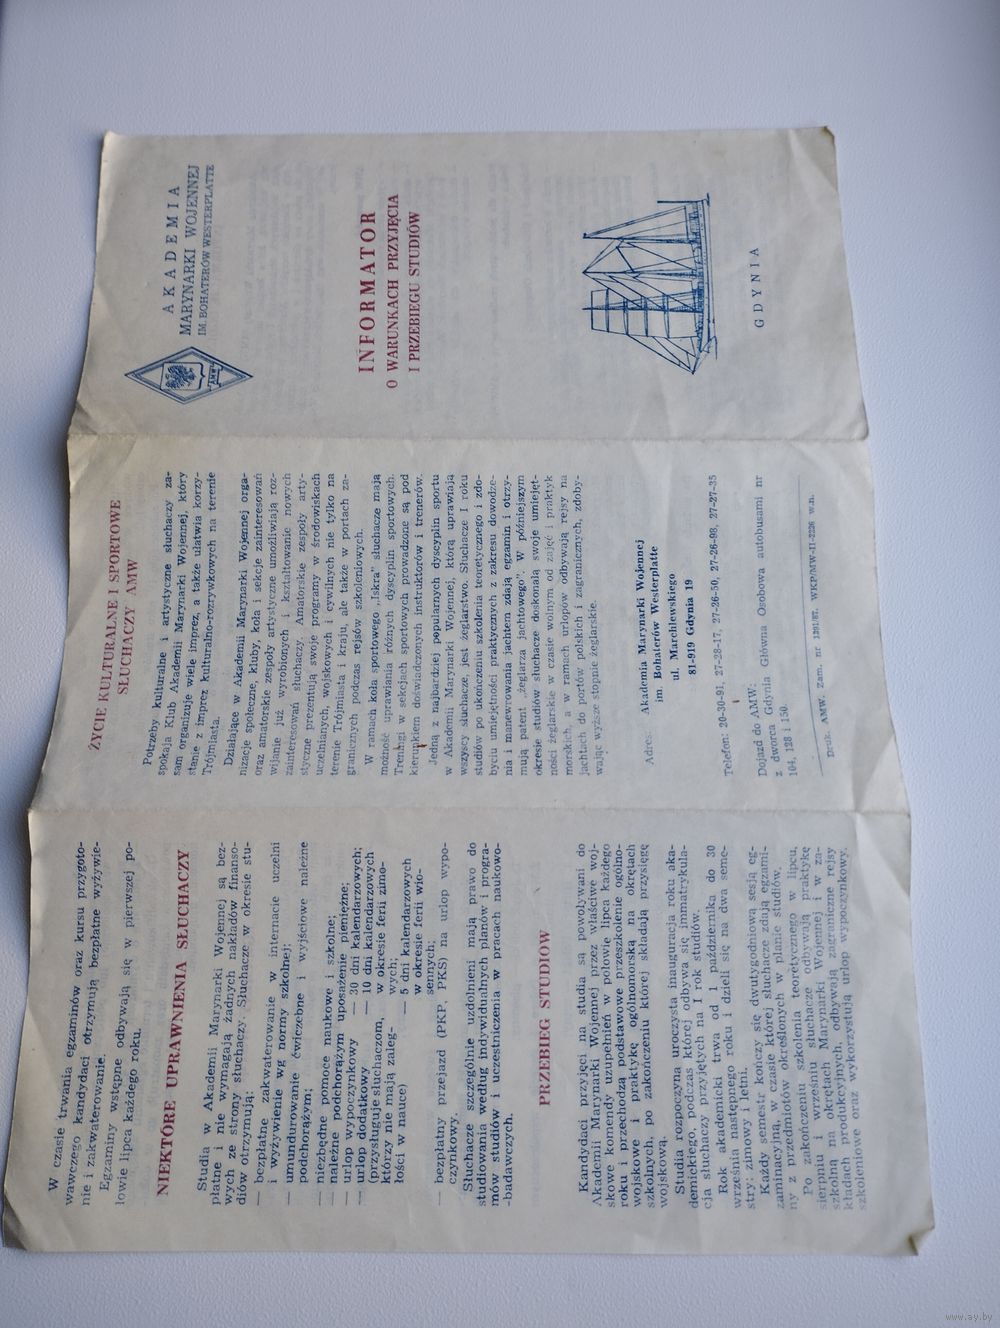 W czasie trwania egzaminów oraz kursu przygoto-
wawczego kandydaci otrzymują bezpłatne wyżywie-
nie i zakwaterowanie.
Egzaminy wstępne odbywają się w pierwszej po-
łowie lipca każdego roku.
NIEKTÓRE UPRAWNIENIA SŁUCHACZY
Studia w Akademii Marynarki Wojennej są bez-
płatne i nie wymagają żadnych nakładów finanso-
wych ze strony słuchaczy. Słuchacze w okresie stu-
diów otrzymują:
— bezpłatne zakwaterowanie w internacie uczelni
i wyżywienie wg normy szkolnej;
— umundurowanie ćwiczebne i wyjściowe należne
podchorążym;
— niezbędne pomoce naukowe i szkolne;
— należne podchorążym uposażenie pieniężne;
— urlop wypoczynkowy — 30 dni kalendarzowych;
— urlop dodatkowy — 10 dni kalendarzowych
(przysługuje słuchaczom, w okresie ferii zimo-
którzy nie mają zaleg- wych;
łości w nauce) — 5 dni kalendarzowych
w okresie ferii wio-
sennych;
— bezpłatny przejazd (PKP, PKS) na urlop wypo-
czynkowy.
Słuchacze szczególnie uzdolnieni mają prawo do
studiowania według indywidualnych planów i progra-
mów studiów i uczestniczenia w pracach naukowo-
-badawczych.
PRZEBIEG STUDIÓW
Kandydaci przyjęci na studia są powoływani do
Akademii Marynarki Wojennej przez właściwe woj-
skowe komendy uzupełnień w połowie lipca każdego
roku i przechodzą podstawowe przeszkolenie ogólno-
wojskowe i praktykę ogólnomorską na okrętach
szkolnych, po zakończeniu której składają przysięgę
wojskową.
Studia rozpoczyna uroczysta inauguracja roku aka-
demickiego, podczas której odbywa się immatrykula-
cja słuchaczy przyjętych na I rok studiów.
Rok akademicki trwa od 1 października do 30
września następnego roku i dzieli się na dwa seme-
stry: zimowy i letni.
Każdy semestr kończy się dwutygodniową sesją eg-
zaminacyjną, w czasie której słuchacze zdają egzami-
ny z przedmiotów określonych w planie studiów.
Po zakończeniu szkolenia teoretycznego w lipcu,
sierpniu i wrześniu słuchacze odbywają praktykę
szkolną na okrętach Marynarki Wojennej i w za-
kładach produkcyjnych, odbywają zagraniczne rejsy
szkoleniowe oraz wykorzystują urlop wypoczynkowy.
ŻYCIE KULTURALNE I SPORTOWE
SŁUCHACZY AMW
Potrzeby kulturalne i artystyczne słuchaczy za-
spokaja Klub Akademii Marynarki Wojennej, który
sam organizuje wiele imprez, a także ułatwia korzy-
stanie z imprez kulturalno-rozrywkowych na terenie
Trójmiasta.
Działające w Akademii Marynarki Wojennej orga-
nizacje społeczne, kluby, koła i sekcje zainteresowań
oraz amatorskie zespoły artystyczne umożliwiają roz-
wijanie już wyrobionych i kształtowanie nowych
zainteresowań słuchaczy. Amatorskie zespoły arty-
styczne prezentują swoje programy w środowiskach
uczelnianych, wojskowych i cywilnych nie tylko na
terenie Trójmiasta i kraju, ale także w portach za-
granicznych podczas rejsów szkoleniowych.
W ramach koła sportowego „Iskra” słuchacze mają
możność uprawiania różnych dyscyplin sportowych.
Treningi w sekcjach sportowych prowadzone są pod
kierunkiem doświadczonych instruktorów i trenerów.
Jedną z najbardziej popularnych dyscyplin sportu
w Akademii Marynarki Wojennej, którą uprawiają
wszyscy słuchacze, jest żeglarstwo. Słuchacze I roku
studiów po ukończeniu szkolenia teoretycznego i zdo-
byciu umiejętności praktycznych z zakresu dowodze-
nia i manewrowania jachtem zdają egzamin i otrzy-
mują patent „żeglarza jachtowego”. W późniejszym
okresie studiów słuchacze doskonalą swoje umiejęt-
ności żeglarskie w czasie wolnym od zajęć i praktyk
morskich, a w ramach urlopów odbywają rejsy na
jachtach do portów polskich i zagranicznych, zdoby-
wając wyższe stopnie żeglarskie.
Adres: Akademia Marynarki Wojennej
im. Bohaterów Westerplatte
ul. Marchlewskiego
81-919 Gdynia 19
Telefon: 20-30-91, 27-28-17, 27-26-50, 27-26-98, 27-27-35
Dojazd do AMW:
z dworca Gdynia Główna Osobowa autobusami nr
104, 128 i 150.
Druk. AMW. Zam. nr 1201/87. WKP/MW-II-2226 w.n.
AKADEMIA
MARYNARKI WOJENNEJ
IM. BOHATERÓW WESTERPLATTE
AMW
INFORMATOR
O WARUNKACH PRZYJĘCIA
I PRZEBIEGU STUDIÓW
GDYNIA
www.ay.by